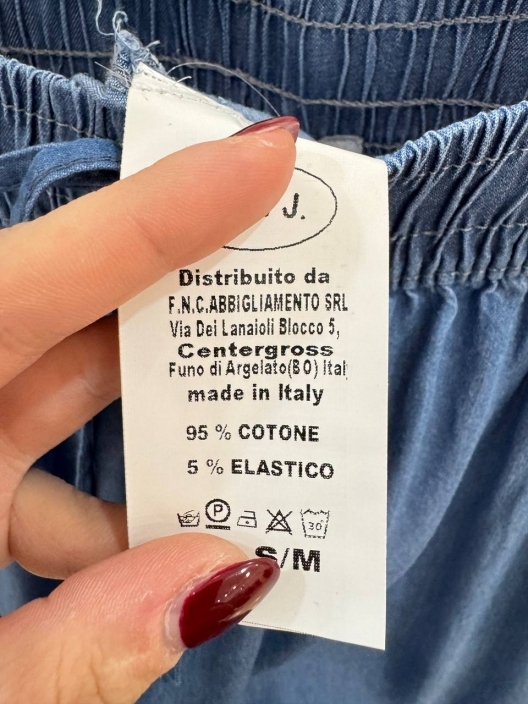 J.
Distribuito da
F.N.C.ABBIGLIAMENTO SRL
Via Dei Lanaioli Blocco 5,
Centergross
Funo di Argelato(BO) Ital
made in Italy
95 % COTONE
5 % ELASTICO
P 30°
S/M